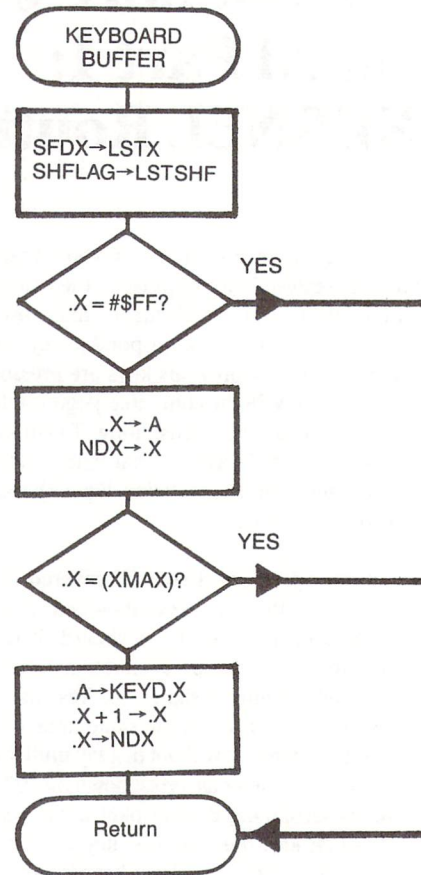 KEYBOARD
BUFFER
SFDX→LSTX
SHFLAG→LSTSHF
.X = #$FF?
YES
.X→.A
NDX→.X
.X = (XMAX)?
YES
.A→KEYD,X
.X + 1→.X
.X→NDX
Return